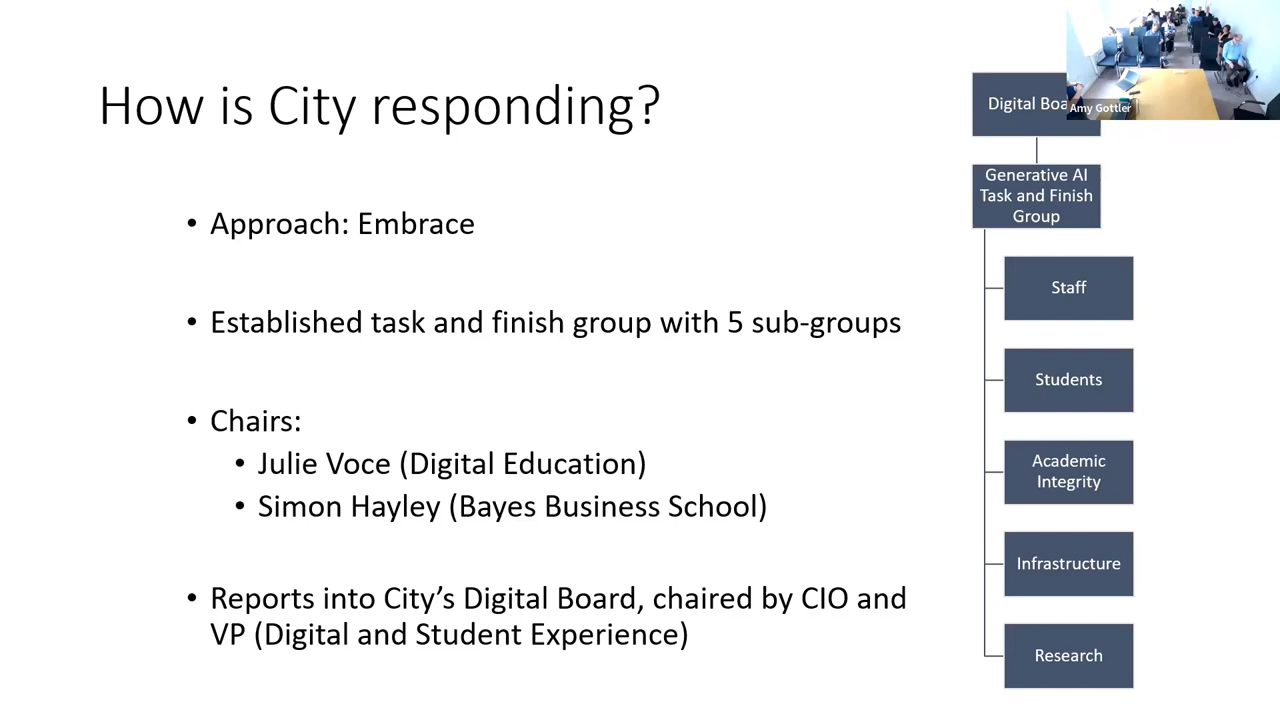 How is City responding?
• Approach: Embrace
• Established task and finish group with 5 sub-groups
• Chairs:
• Julie Voce (Digital Education)
• Simon Hayley (Bayes Business School)
• Reports into City's Digital Board, chaired by CIO and
VP (Digital and Student Experience)
Digital
Amy Gottler
Generative AI
Task and Finish
Group
Staff
Students
Academic
Integrity
Infrastructure
Research